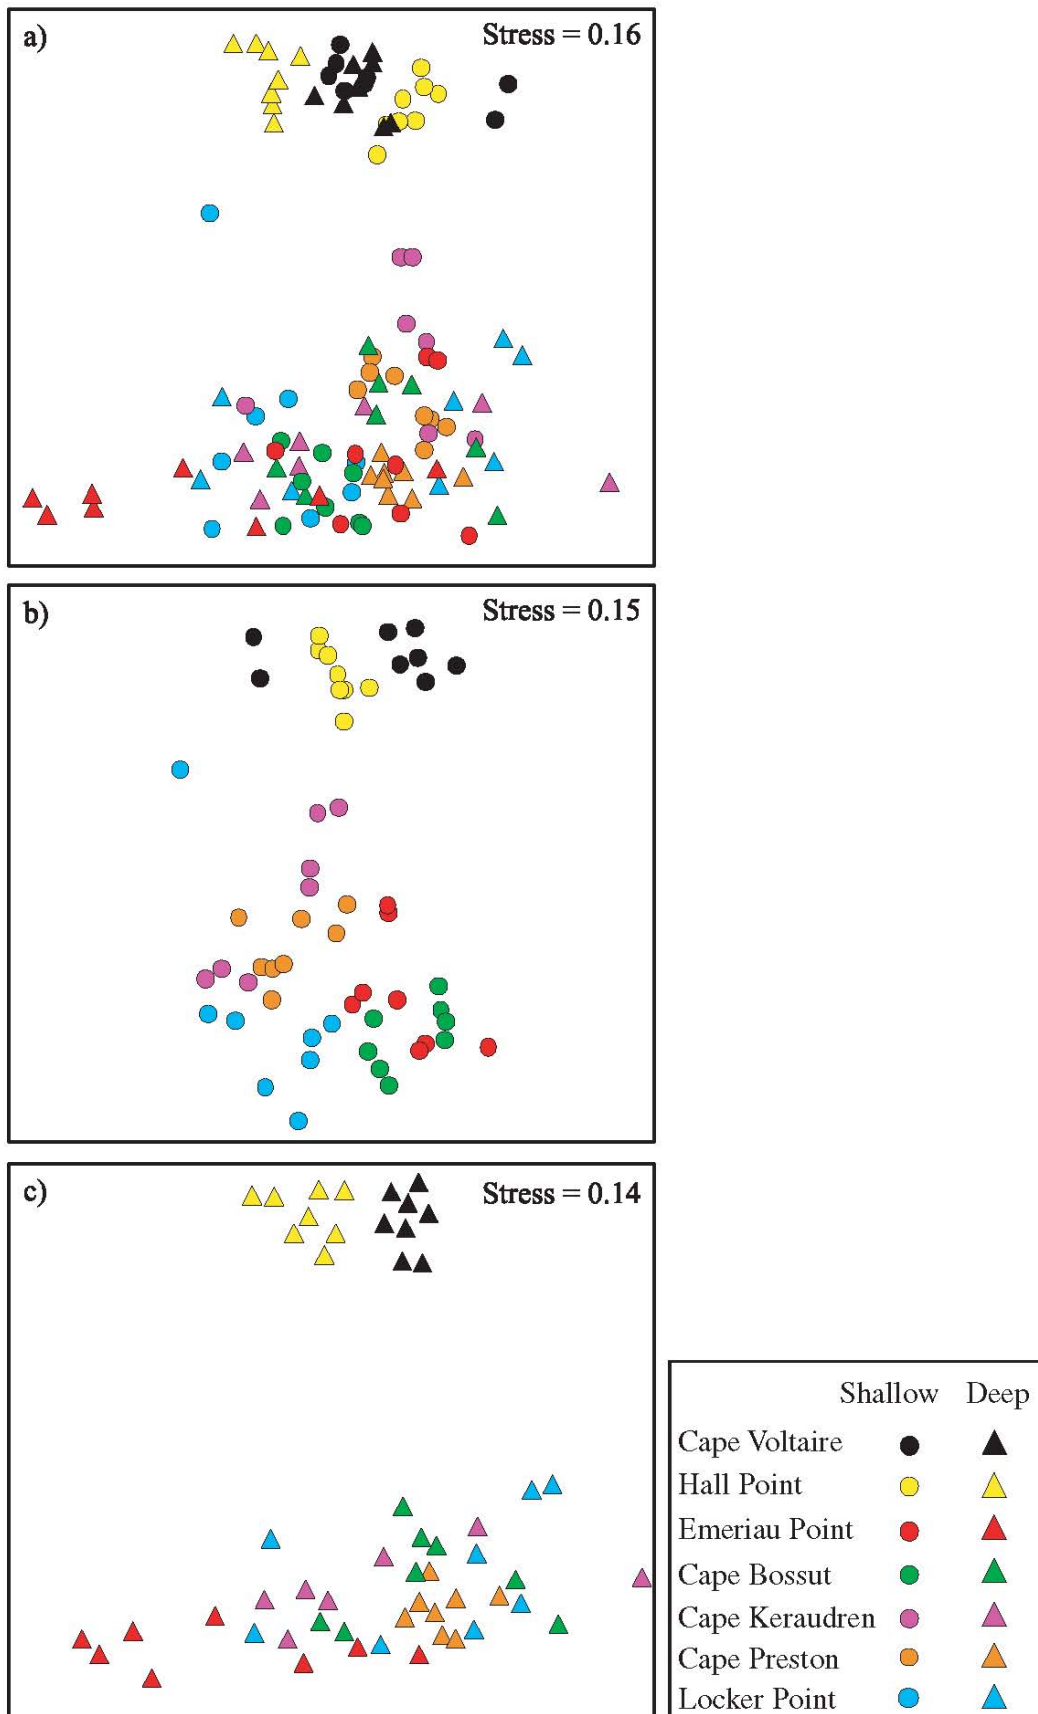 a)
Stress = 0.16
b)
Stress = 0.15
c)
Stress = 0.14
Shallow Deep
Cape Voltaire
Hall Point
Emeriau Point
Cape Bossut
Cape Keraudren
Cape Preston
Locker Point